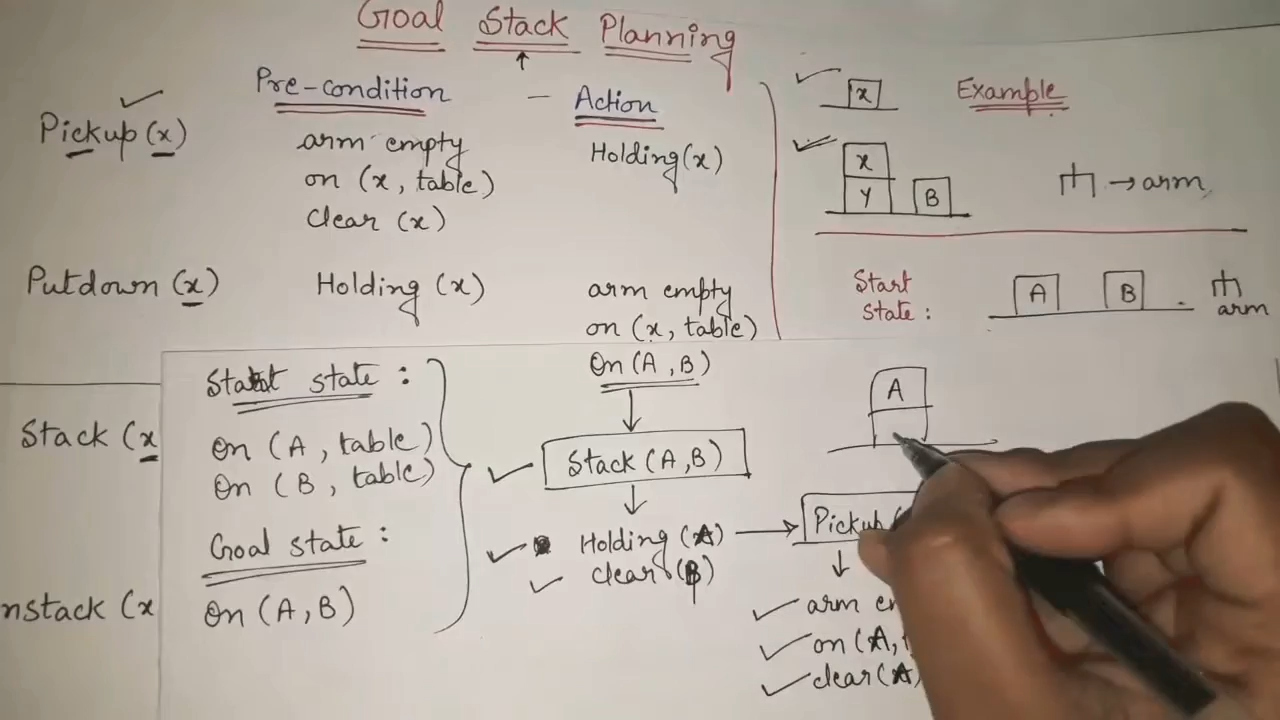 Goal Stack Planning
Pre-condition - Action
Pickup (x)
arm empty
on (x, table)
clear (x)
Holding (x)
Putdown (x)
Holding (x)
arm empty
on (x, table)
Stack (x
nstack (x
Example
x
x
Y
B
→ arm
Start
state :
A
B
arm
Start state :
On (A, table)
On (B, table)
Goal state :
On (A, B)
On (A, B)
Stack (A, B)
Holding (A)
clear (B)
A
Pickup (
arm
on (A,
clear (A)